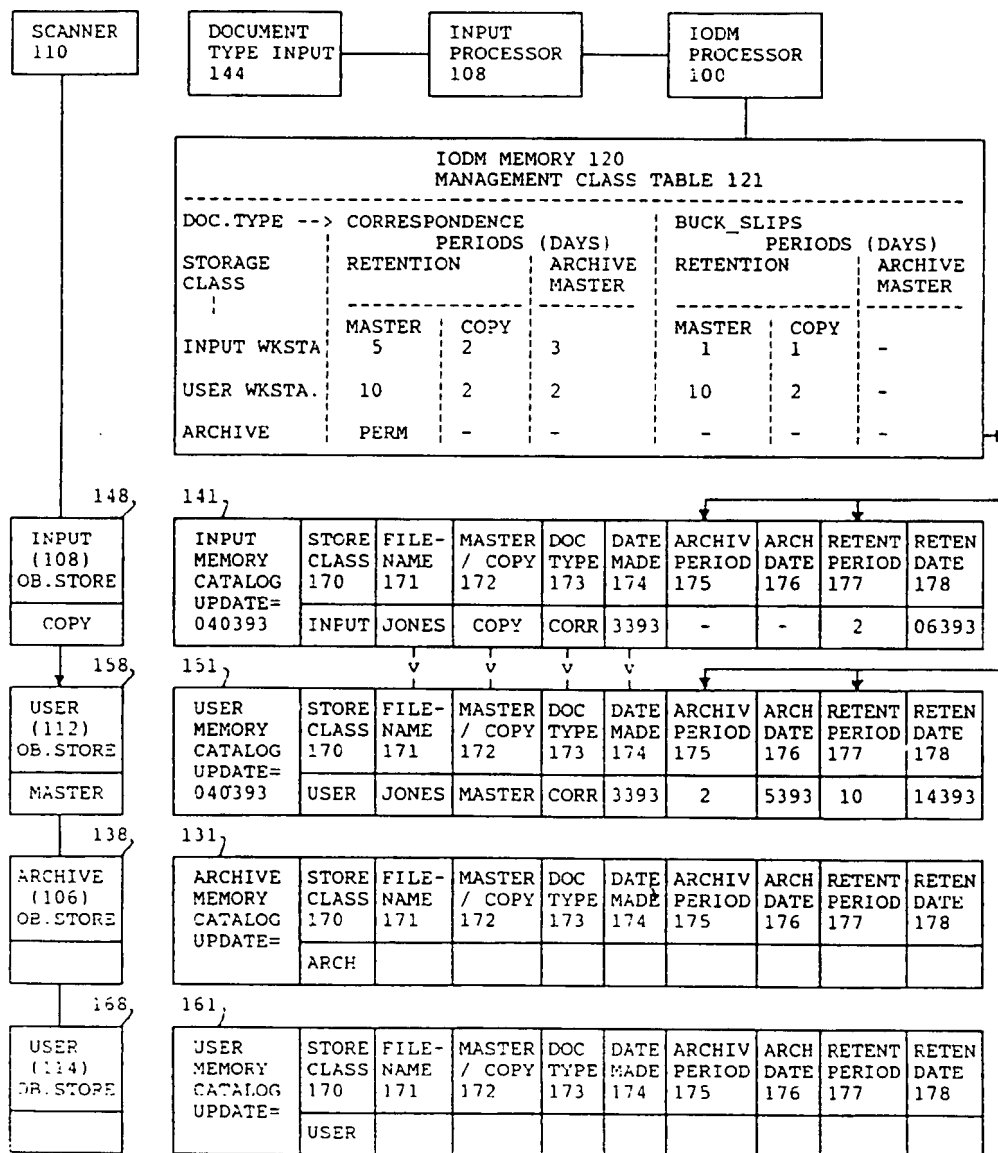 SCANNER
110
DOCUMENT
TYPE INPUT
144
INPUT
PROCESSOR
108
IODM
PROCESSOR
100
IODM MEMORY 120
MANAGEMENT CLASS TABLE 121
DOC.TYPE --> CORRESPONDENCE BUCK_SLIPS
PERIODS (DAYS) PERIODS (DAYS)
STORAGE RETENTION ARCHIVE RETENTION ARCHIVE
CLASS MASTER MASTER
MASTER COPY MASTER COPY
INPUT WKSTA 5 2 3 1 1 -
USER WKSTA. 10 2 2 10 2 -
ARCHIVE PERM - - - - -
148
INPUT
(108)
OB.STORE
COPY
141
INPUT STORE FILE- MASTER DOC DATE ARCHIV ARCH RETENT RETEN
MEMORY CLASS NAME / COPY TYPE MADE PERIOD DATE PERIOD DATE
CATALOG 170 171 172 173 174 175 176 177 178
UPDATE=
040393 INPUT JONES COPY CORR 3393 - - 2 06393
v v v v
158
USER
(112)
OB.STORE
MASTER
151
USER STORE FILE- MASTER DOC DATE ARCHIV ARCH RETENT RETEN
MEMORY CLASS NAME / COPY TYPE MADE PERIOD DATE PERIOD DATE
CATALOG 170 171 172 173 174 175 176 177 178
UPDATE=
040393 USER JONES MASTER CORR 3393 2 5393 10 14393
138
ARCHIVE
(106)
OB.STORE
131
ARCHIVE STORE FILE- MASTER DOC DATE ARCHIV ARCH RETENT RETEN
MEMORY CLASS NAME / COPY TYPE MADE PERIOD DATE PERIOD DATE
CATALOG 170 171 172 173 174 175 176 177 178
UPDATE=
ARCH
168
USER
(114)
OB.STORE
161
USER STORE FILE- MASTER DOC DATE ARCHIV ARCH RETENT RETEN
MEMORY CLASS NAME / COPY TYPE MADE PERIOD DATE PERIOD DATE
CATALOG 170 171 172 173 174 175 176 177 178
UPDATE=
USER